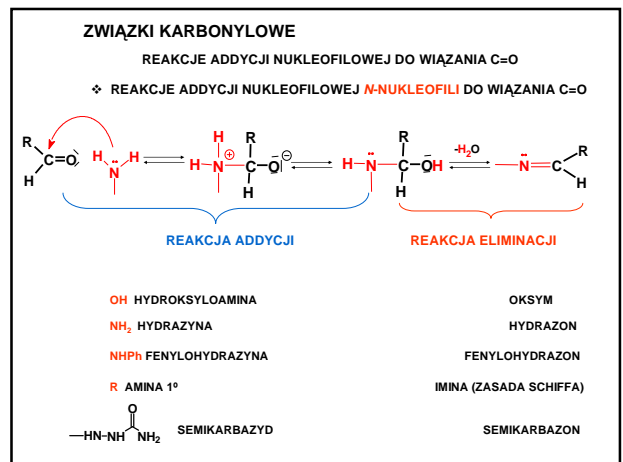 ZWIĄZKI KARBONYLOWE
REAKCJE ADDYCJI NUKLEOFILOWEJ DO WIĄZANIA C=O
❖ REAKCJE ADDYCJI NUKLEOFILOWEJ N-NUKLEOFILI DO WIĄZANIA C=O
R C=O H H N H H H N ⊕ R C O ⊖ H H N R C OH H -H₂O N=C R H
REAKCJA ADDYCJI REAKCJA ELIMINACJI
OH HYDROKSYLOAMINA OKSYM
NH₂ HYDRAZYNA HYDRAZON
NHPh FENYLOHYDRAZYNA FENYLOHYDRAZON
R AMINA 1º IMINA (ZASADA SCHIFFA)
O
—HN-NH NH₂ SEMIKARBAZYD SEMIKARBAZON